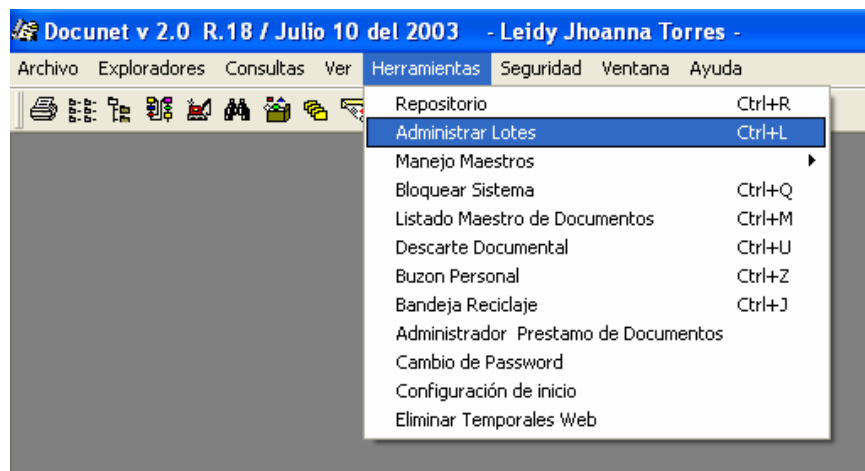 Docunet v 2.0 R.18 / Julio 10 del 2003 - Leidy Jhoanna Torres -
Archivo Exploradores Consultas Ver Herramientas Seguridad Ventana Ayuda
Repositorio Ctrl+R
Administrar Lotes Ctrl+L
Manejo Maestros
Bloquear Sistema Ctrl+Q
Listado Maestro de Documentos Ctrl+M
Descarte Documental Ctrl+U
Buzon Personal Ctrl+Z
Bandeja Reciclaje Ctrl+J
Administrador Prestamo de Documentos
Cambio de Password
Configuración de inicio
Eliminar Temporales Web